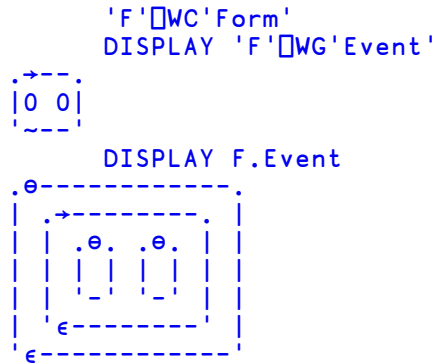 'F'⎕WC'Form'
DISPLAY 'F'⎕WG'Event'
.→--.
|0 0|
'~--'
DISPLAY F.Event
.⊖------------.
| .→--------. |
| | .⊖. .⊖. | |
| | | | | | | |
| | '-' '-' | |
| '∊--------' |
'∊------------'